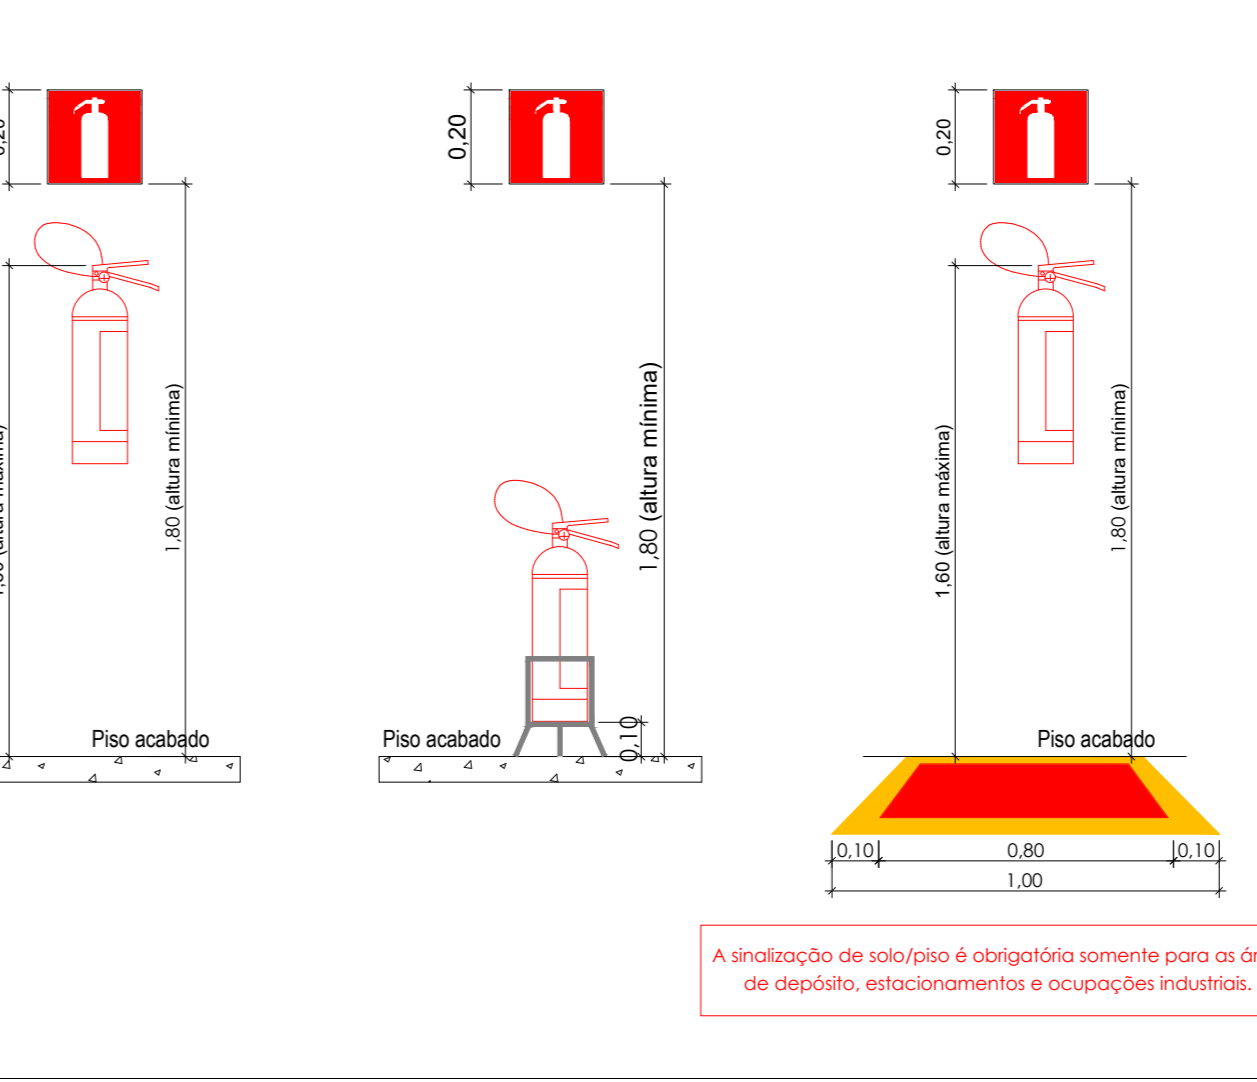 0,20
0,20
0,20
1,80 (altura mínima)
1,80 (altura mínima)
1,60 (altura máxima)
1,80 (altura mínima)
0,10
Piso acabado
Piso acabado
Piso acabado
0,10
0,80
0,10
1,00
A sinalização de solo/piso é obrigatória somente para as
de depósito, estacionamentos e ocupações industriais.